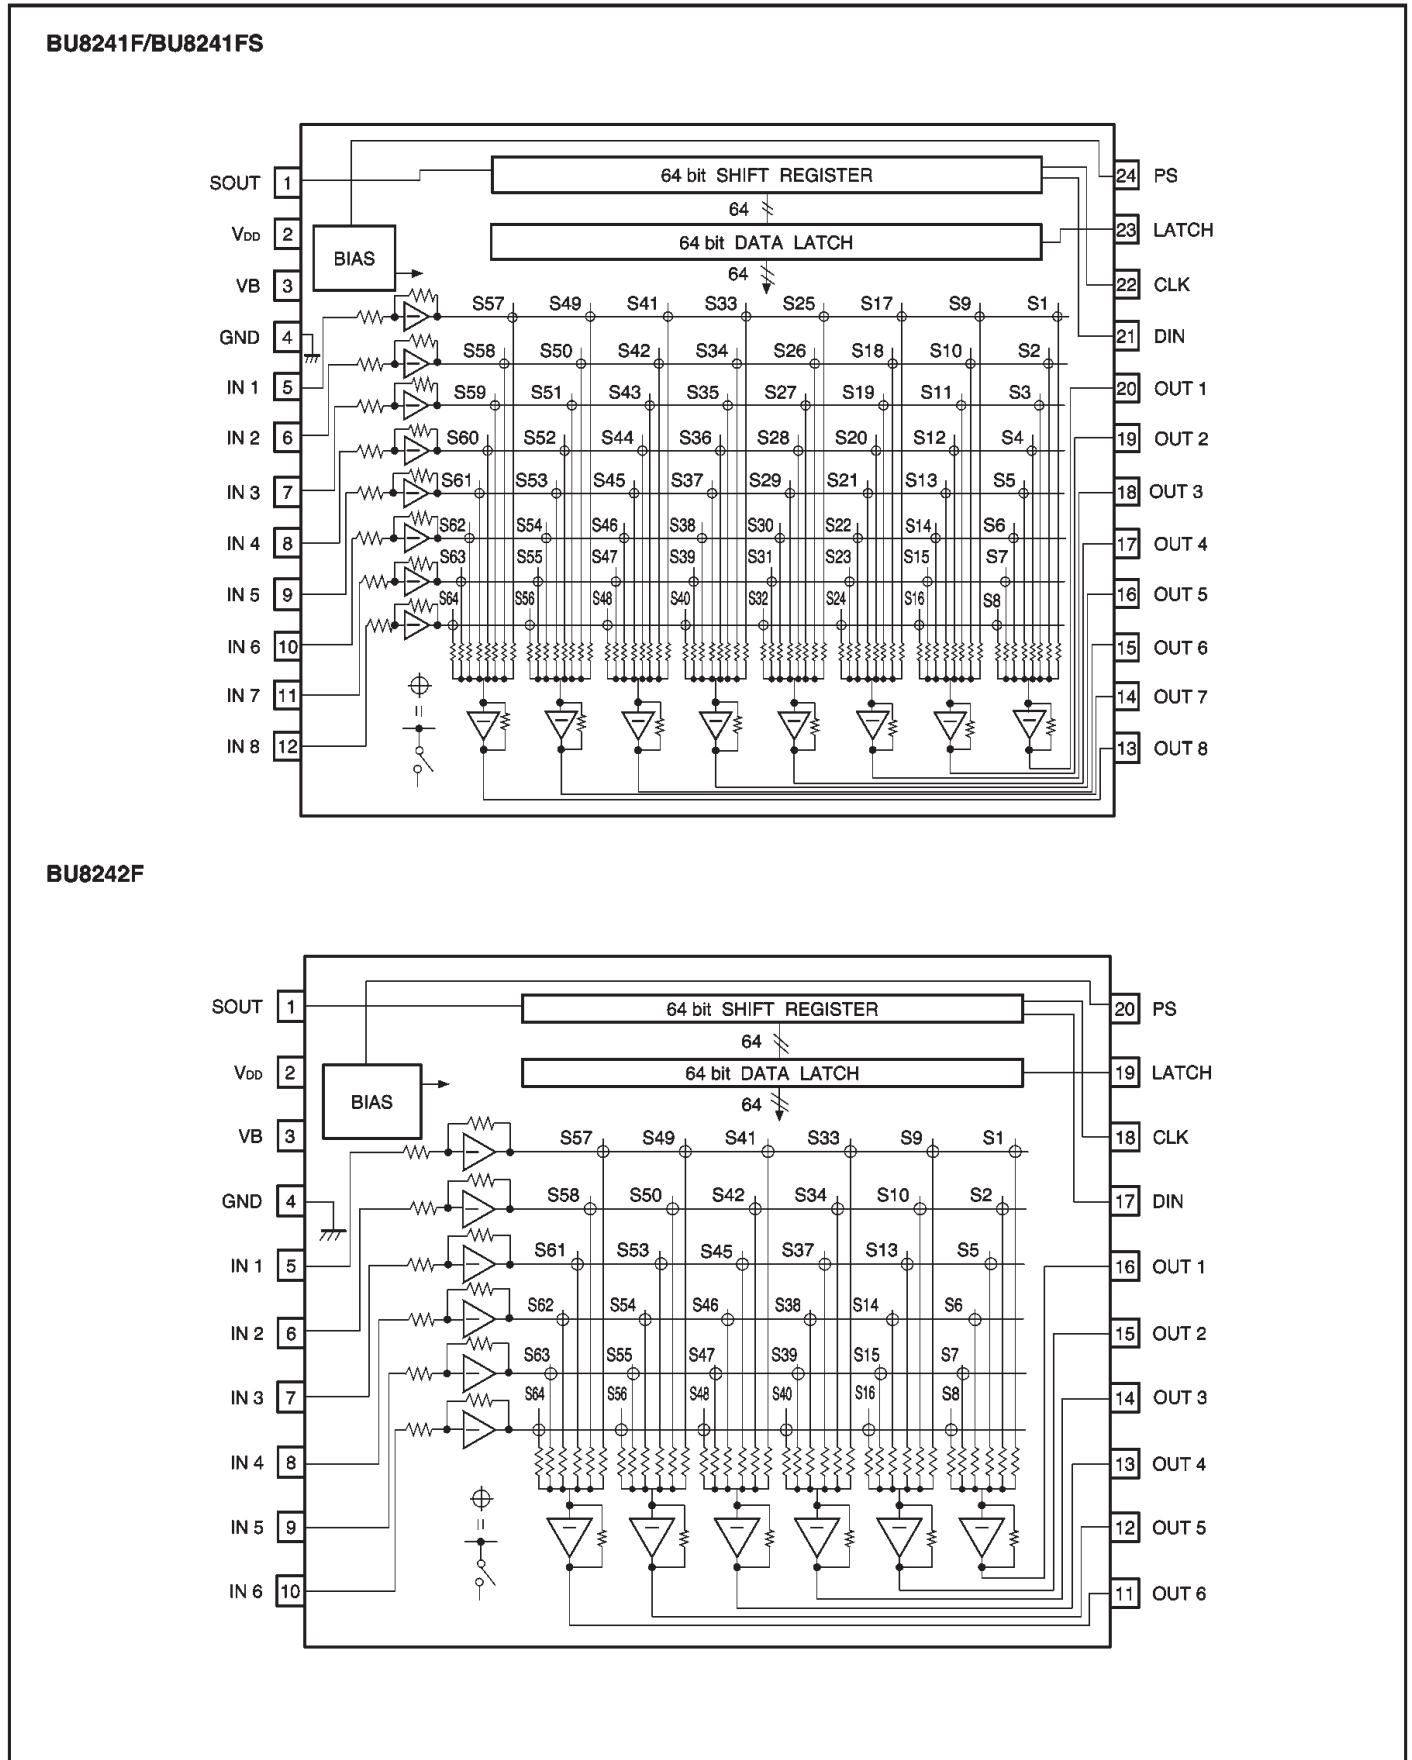 BU8241F/BU8241FS
SOUT 1
64 bit SHIFT REGISTER
24 PS
64
VDD 2
64 bit DATA LATCH
23 LATCH
BIAS
64
VB 3
22 CLK
S57 S49 S41 S33 S25 S17 S9 S1
GND 4
21 DIN
S58 S50 S42 S34 S26 S18 S10 S2
IN 1 5
S59 S51 S43 S35 S27 S19 S11 S3
20 OUT 1
IN 2 6
S60 S52 S44 S36 S28 S20 S12 S4
19 OUT 2
S61 S53 S45 S37 S29 S21 S13 S5
IN 3 7
18 OUT 3
S62 S54 S46 S38 S30 S22 S14 S6
IN 4 8
17 OUT 4
S63 S55 S47 S39 S31 S23 S15 S7
IN 5 9
16 OUT 5
S64 S56 S48 S40 S32 S24 S16 S8
IN 6 10
15 OUT 6
IN 7 11
14 OUT 7
IN 8 12
13 OUT 8
BU8242F
SOUT 1
64 bit SHIFT REGISTER
20 PS
64
VDD 2
64 bit DATA LATCH
19 LATCH
BIAS
64
VB 3
18 CLK
S57 S49 S41 S33 S9 S1
GND 4
S58 S50 S42 S34 S10 S2
17 DIN
S61 S53 S45 S37 S13 S5
IN 1 5
16 OUT 1
S62 S54 S46 S38 S14 S6
IN 2 6
15 OUT 2
S63 S55 S47 S39 S15 S7
IN 3 7
S64 S56 S48 S40 S16 S8
14 OUT 3
IN 4 8
13 OUT 4
IN 5 9
12 OUT 5
IN 6 10
11 OUT 6